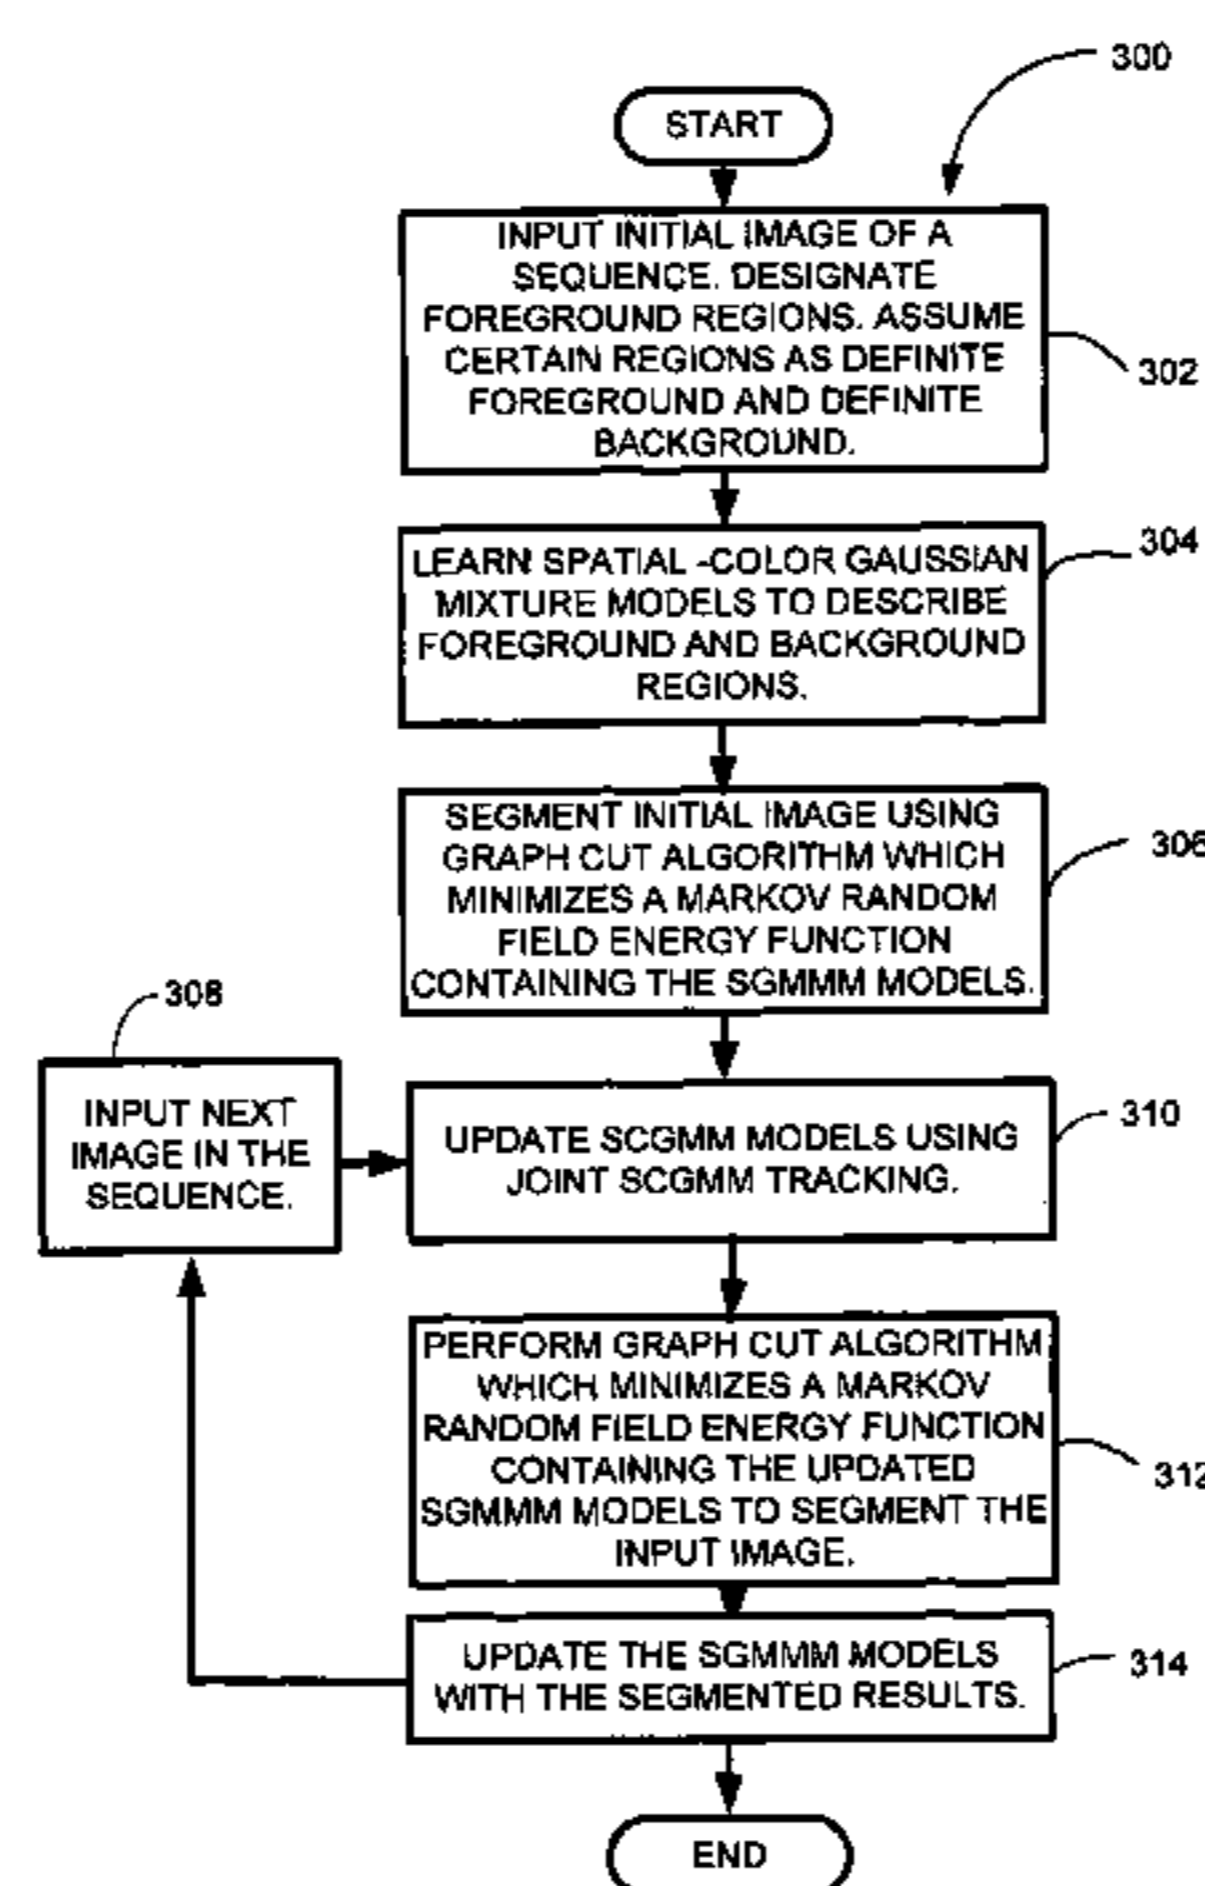 300
START
INPUT INITIAL IMAGE OF A
SEQUENCE. DESIGNATE
FOREGROUND REGIONS. ASSUME
CERTAIN REGIONS AS DEFINITE
FOREGROUND AND DEFINITE
BACKGROUND.
302
LEARN SPATIAL -COLOR GAUSSIAN
MIXTURE MODELS TO DESCRIBE
FOREGROUND AND BACKGROUND
REGIONS.
304
SEGMENT INITIAL IMAGE USING
GRAPH CUT ALGORITHM WHICH
MINIMIZES A MARKOV RANDOM
FIELD ENERGY FUNCTION
CONTAINING THE SGMMM MODELS.
306
308
INPUT NEXT
IMAGE IN THE
SEQUENCE.
UPDATE SCGMM MODELS USING
JOINT SCGMM TRACKING.
310
PERFORM GRAPH CUT ALGORITHM
WHICH MINIMIZES A MARKOV
RANDOM FIELD ENERGY FUNCTION
CONTAINING THE UPDATED
SGMMM MODELS TO SEGMENT THE
INPUT IMAGE.
312
UPDATE THE SGMMM MODELS
WITH THE SEGMENTED RESULTS.
314
END